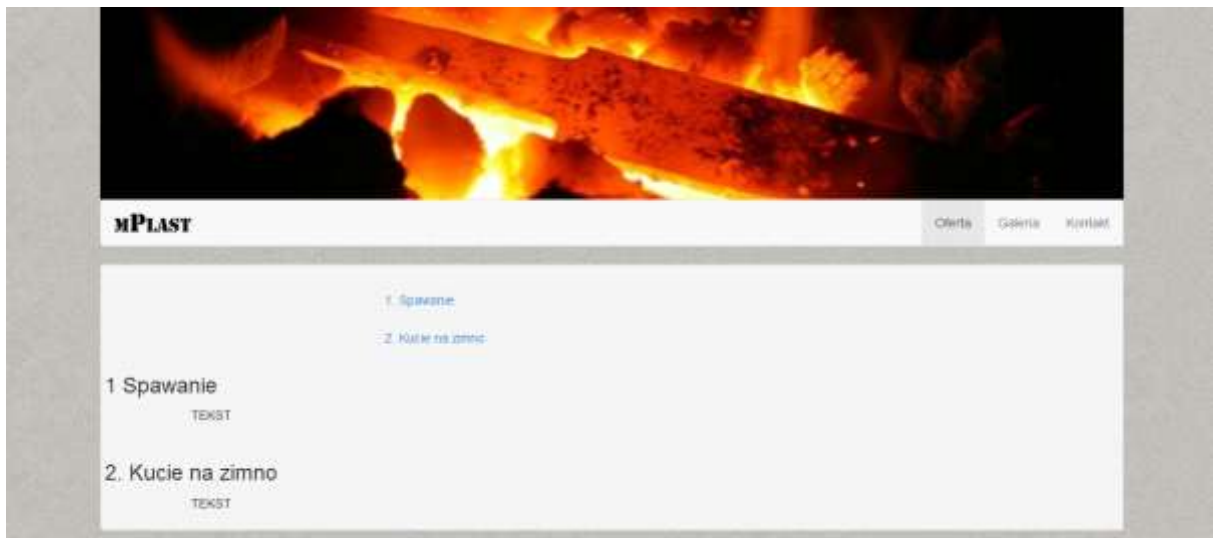 MPLAST
Oferta Galeria Kontakt
1. Spawanie
2. Kucie na zimno
1 Spawanie
TEKST
2. Kucie na zimno
TEKST